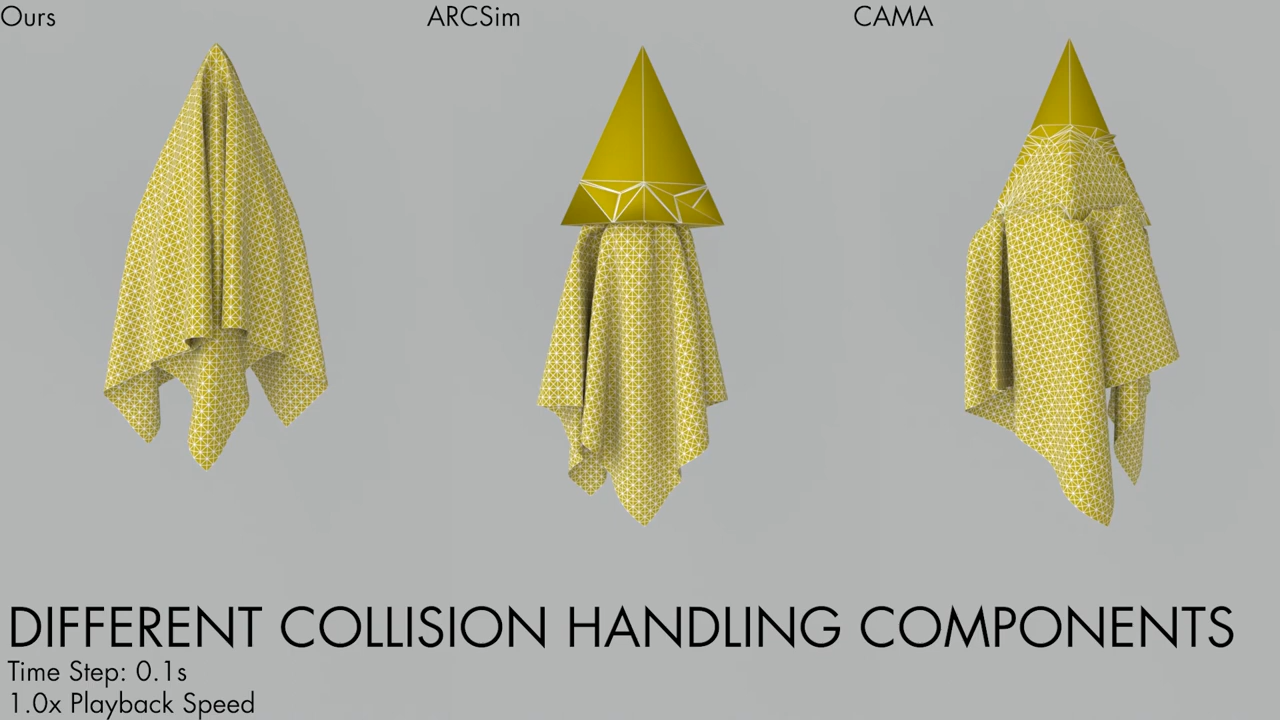 Ours
ARCSim
CAMA
DIFFERENT COLLISION HANDLING COMPONENTS
Time Step: 0.1s
1.0x Playback Speed